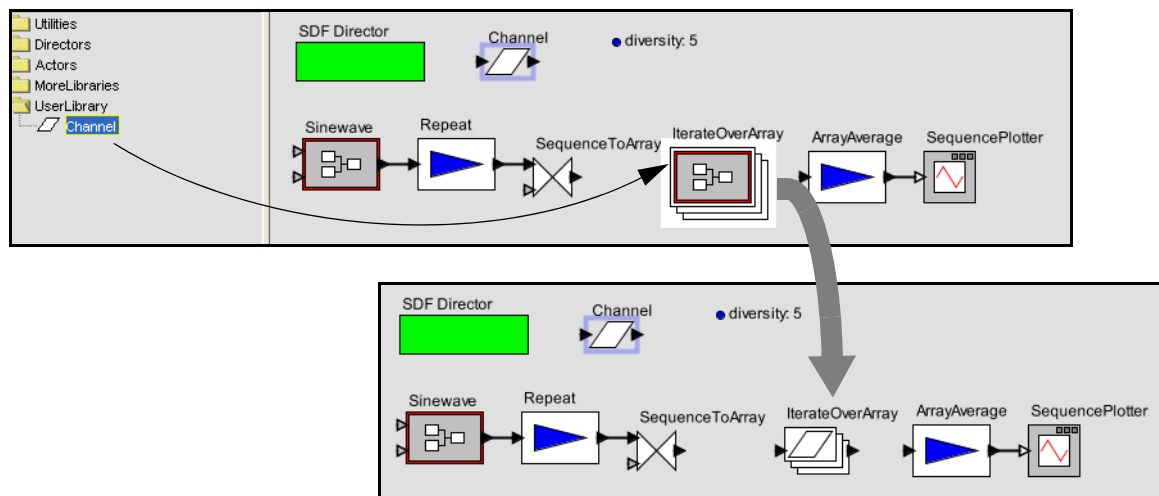 Utilities
Directors
Actors
MoreLibraries
UserLibrary
Channel
SDF Director
Channel
diversity: 5
Sinewave
Repeat
SequenceToArray
IterateOverArray
ArrayAverage
SequencePlotter
SDF Director
Channel
diversity: 5
Sinewave
Repeat
SequenceToArray
IterateOverArray
ArrayAverage
SequencePlotter